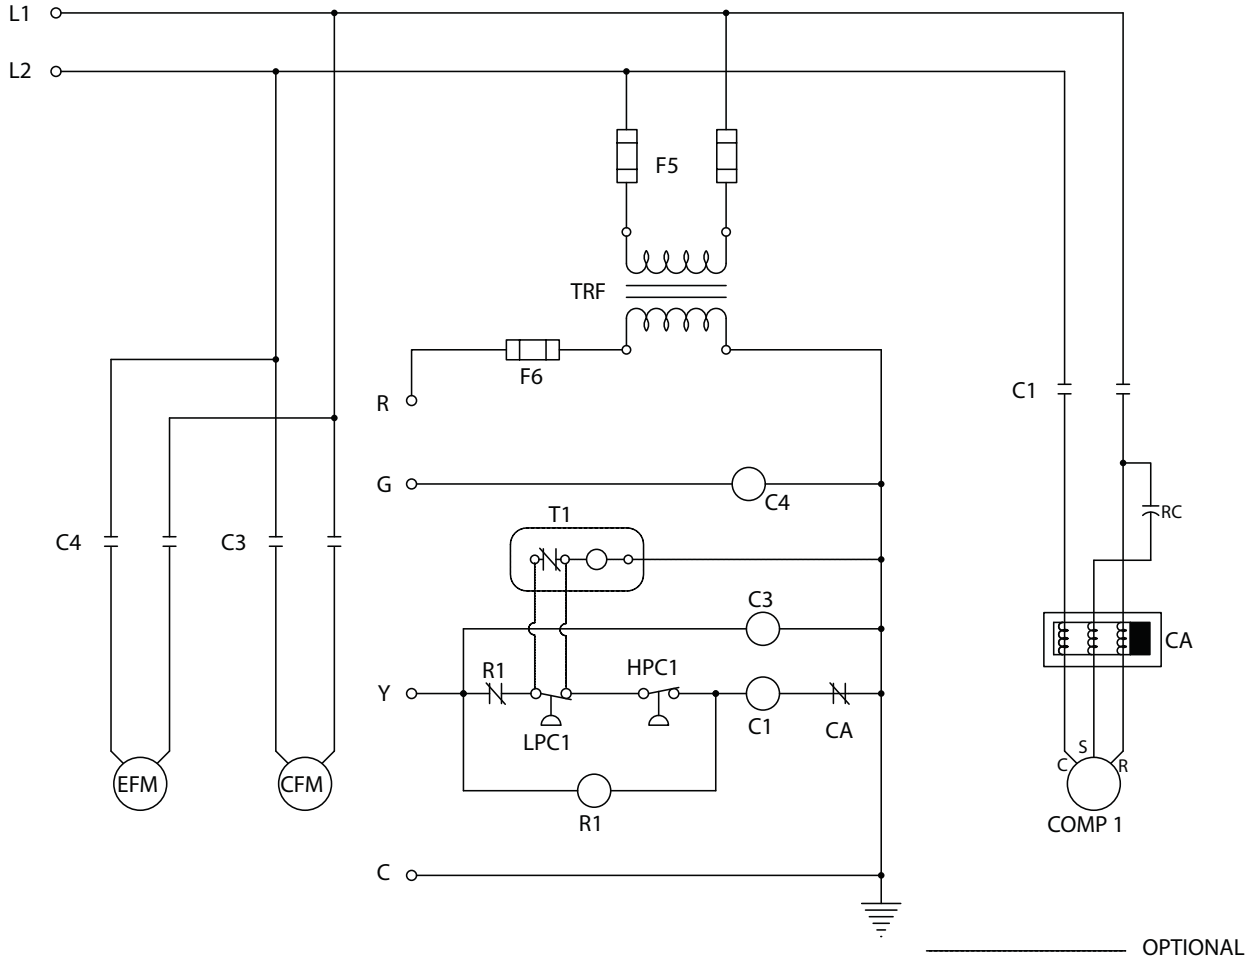 L1
L2
F5
TRF
F6
R
C1
G
C4
RC
T1
C4
C3
C3
CA
R1
HPC1
Y
C1
CA
LPC1
S
C
R
EFM
CFM
R1
COMP 1
C
OPTIONAL